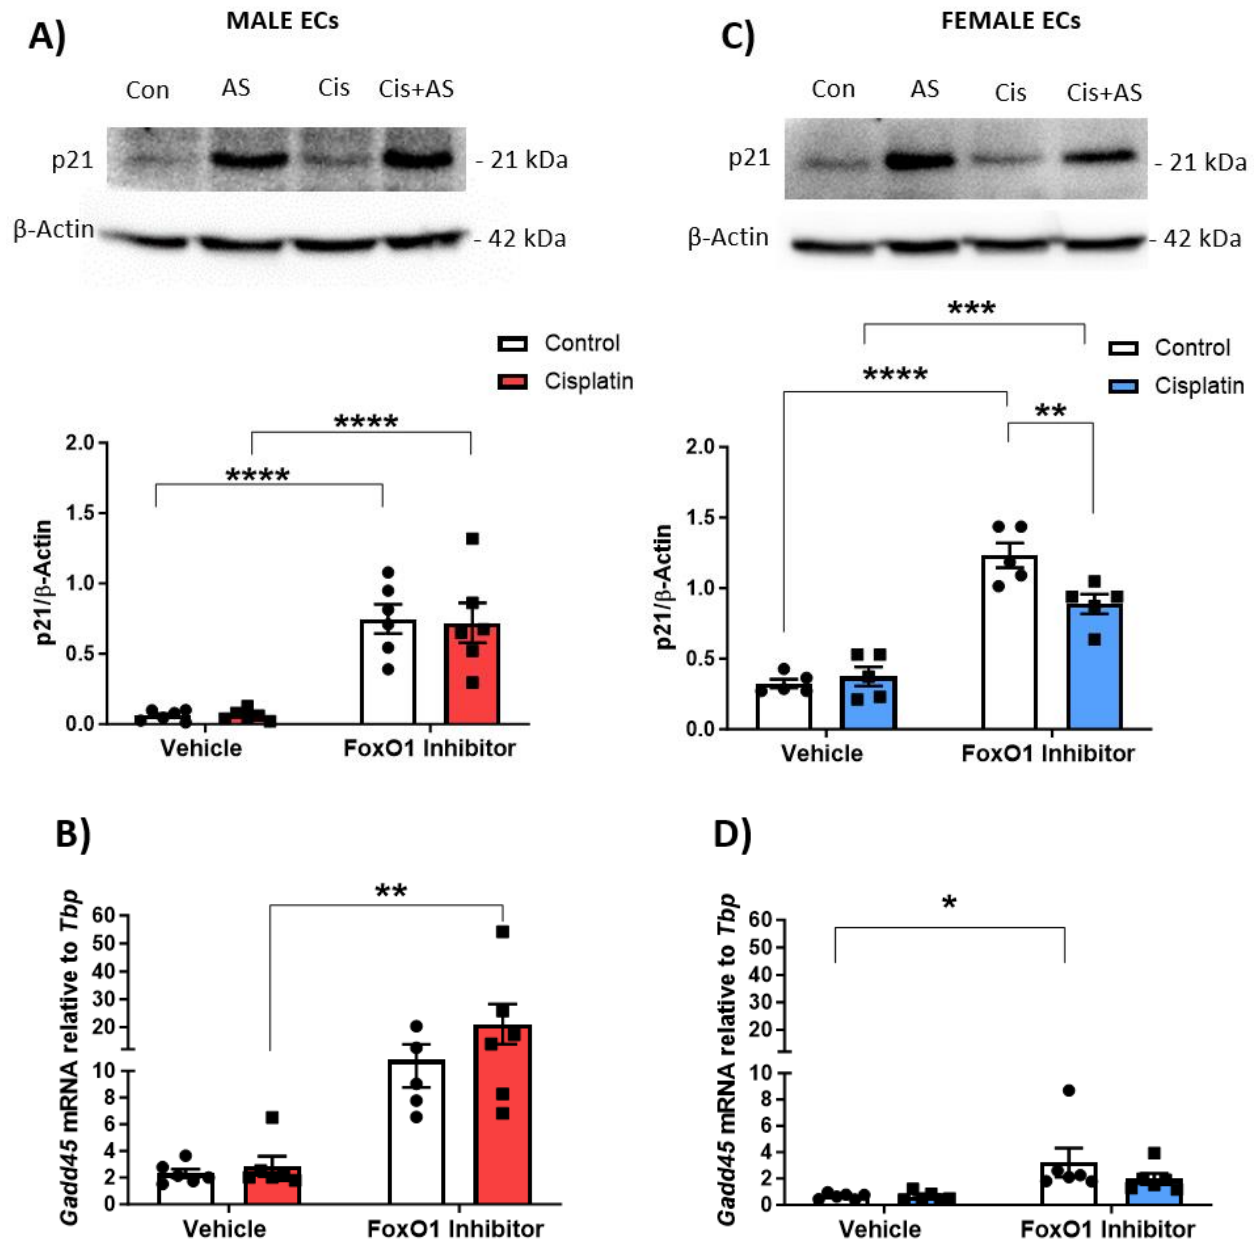 A)
MALE ECs
Con AS Cis Cis+AS
p21
- 21 kDa
β-Actin
- 42 kDa
Control
Cisplatin
****
****
p21/β-Actin
2.0
1.5
1.0
0.5
0.0
Vehicle
FoxO1 Inhibitor
B)
**
Gadd45 mRNA relative to Tbp
60
50
40
30
20
10
8
6
4
2
0
Vehicle
FoxO1 Inhibitor
C)
FEMALE ECs
Con AS Cis Cis+AS
p21
- 21 kDa
β-Actin
- 42 kDa
***
Control
Cisplatin
****
**
p21/β-Actin
2.0
1.5
1.0
0.5
0.0
Vehicle
FoxO1 Inhibitor
D)
*
Gadd45 mRNA relative to Tbp
60
50
40
30
20
10
8
6
4
2
0
Vehicle
FoxO1 Inhibitor